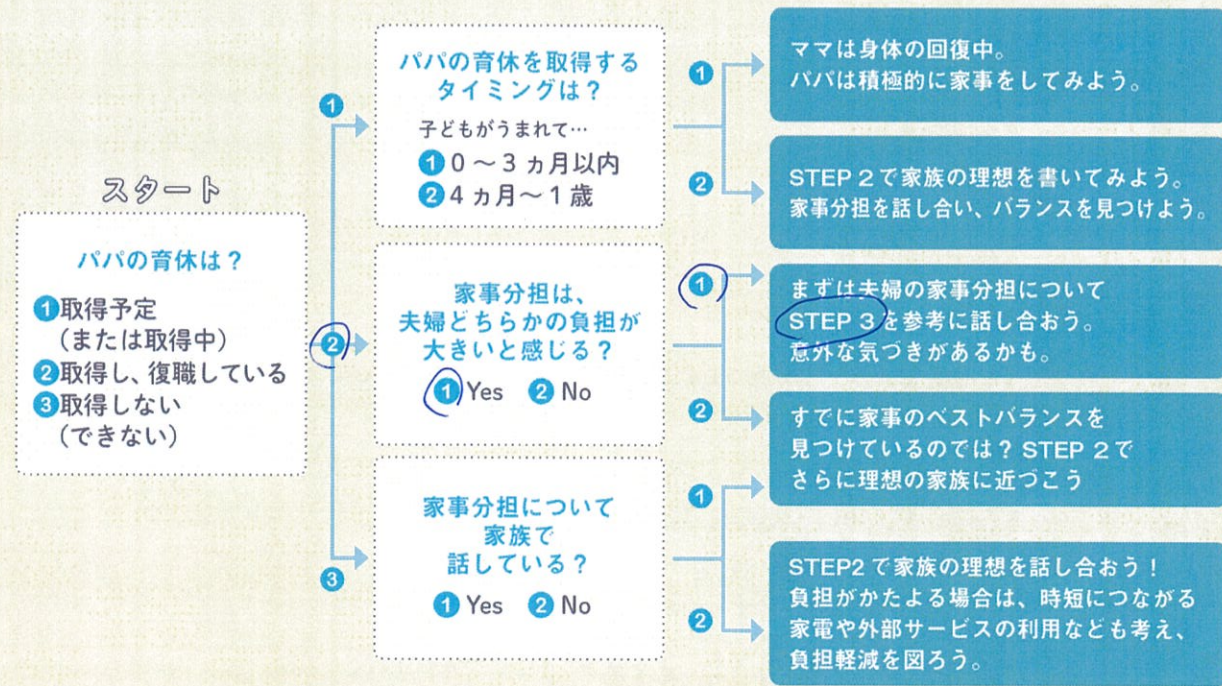 スタート
パパの育休は？
①取得予定
（または取得中）
②取得し、復職している
③取得しない
（できない）
①
②
③
パパの育休を取得する
タイミングは？
子どもがうまれて…
①０～３ヵ月以内
②４ヵ月～１歳
①
②
家事分担は、
夫婦どちらかの負担が
大きいと感じる？
①Yes ②No
①
②
家事分担について
家族で
話している？
①Yes ②No
①
②
ママは身体の回復中。
パパは積極的に家事をしてみよう。
STEP 2で家族の理想を書いてみよう。
家事分担を話し合い、バランスを見つけよう。
まずは夫婦の家事分担について
STEP 3を参考に話し合おう。
意外な気づきがあるかも。
すでに家事のベストバランスを
見つけているのでは？STEP 2で
さらに理想の家族に近づこう
STEP2で家族の理想を話し合おう！
負担がかたよる場合は、時短につながる
家電や外部サービスの利用なども考え、
負担軽減を図ろう。